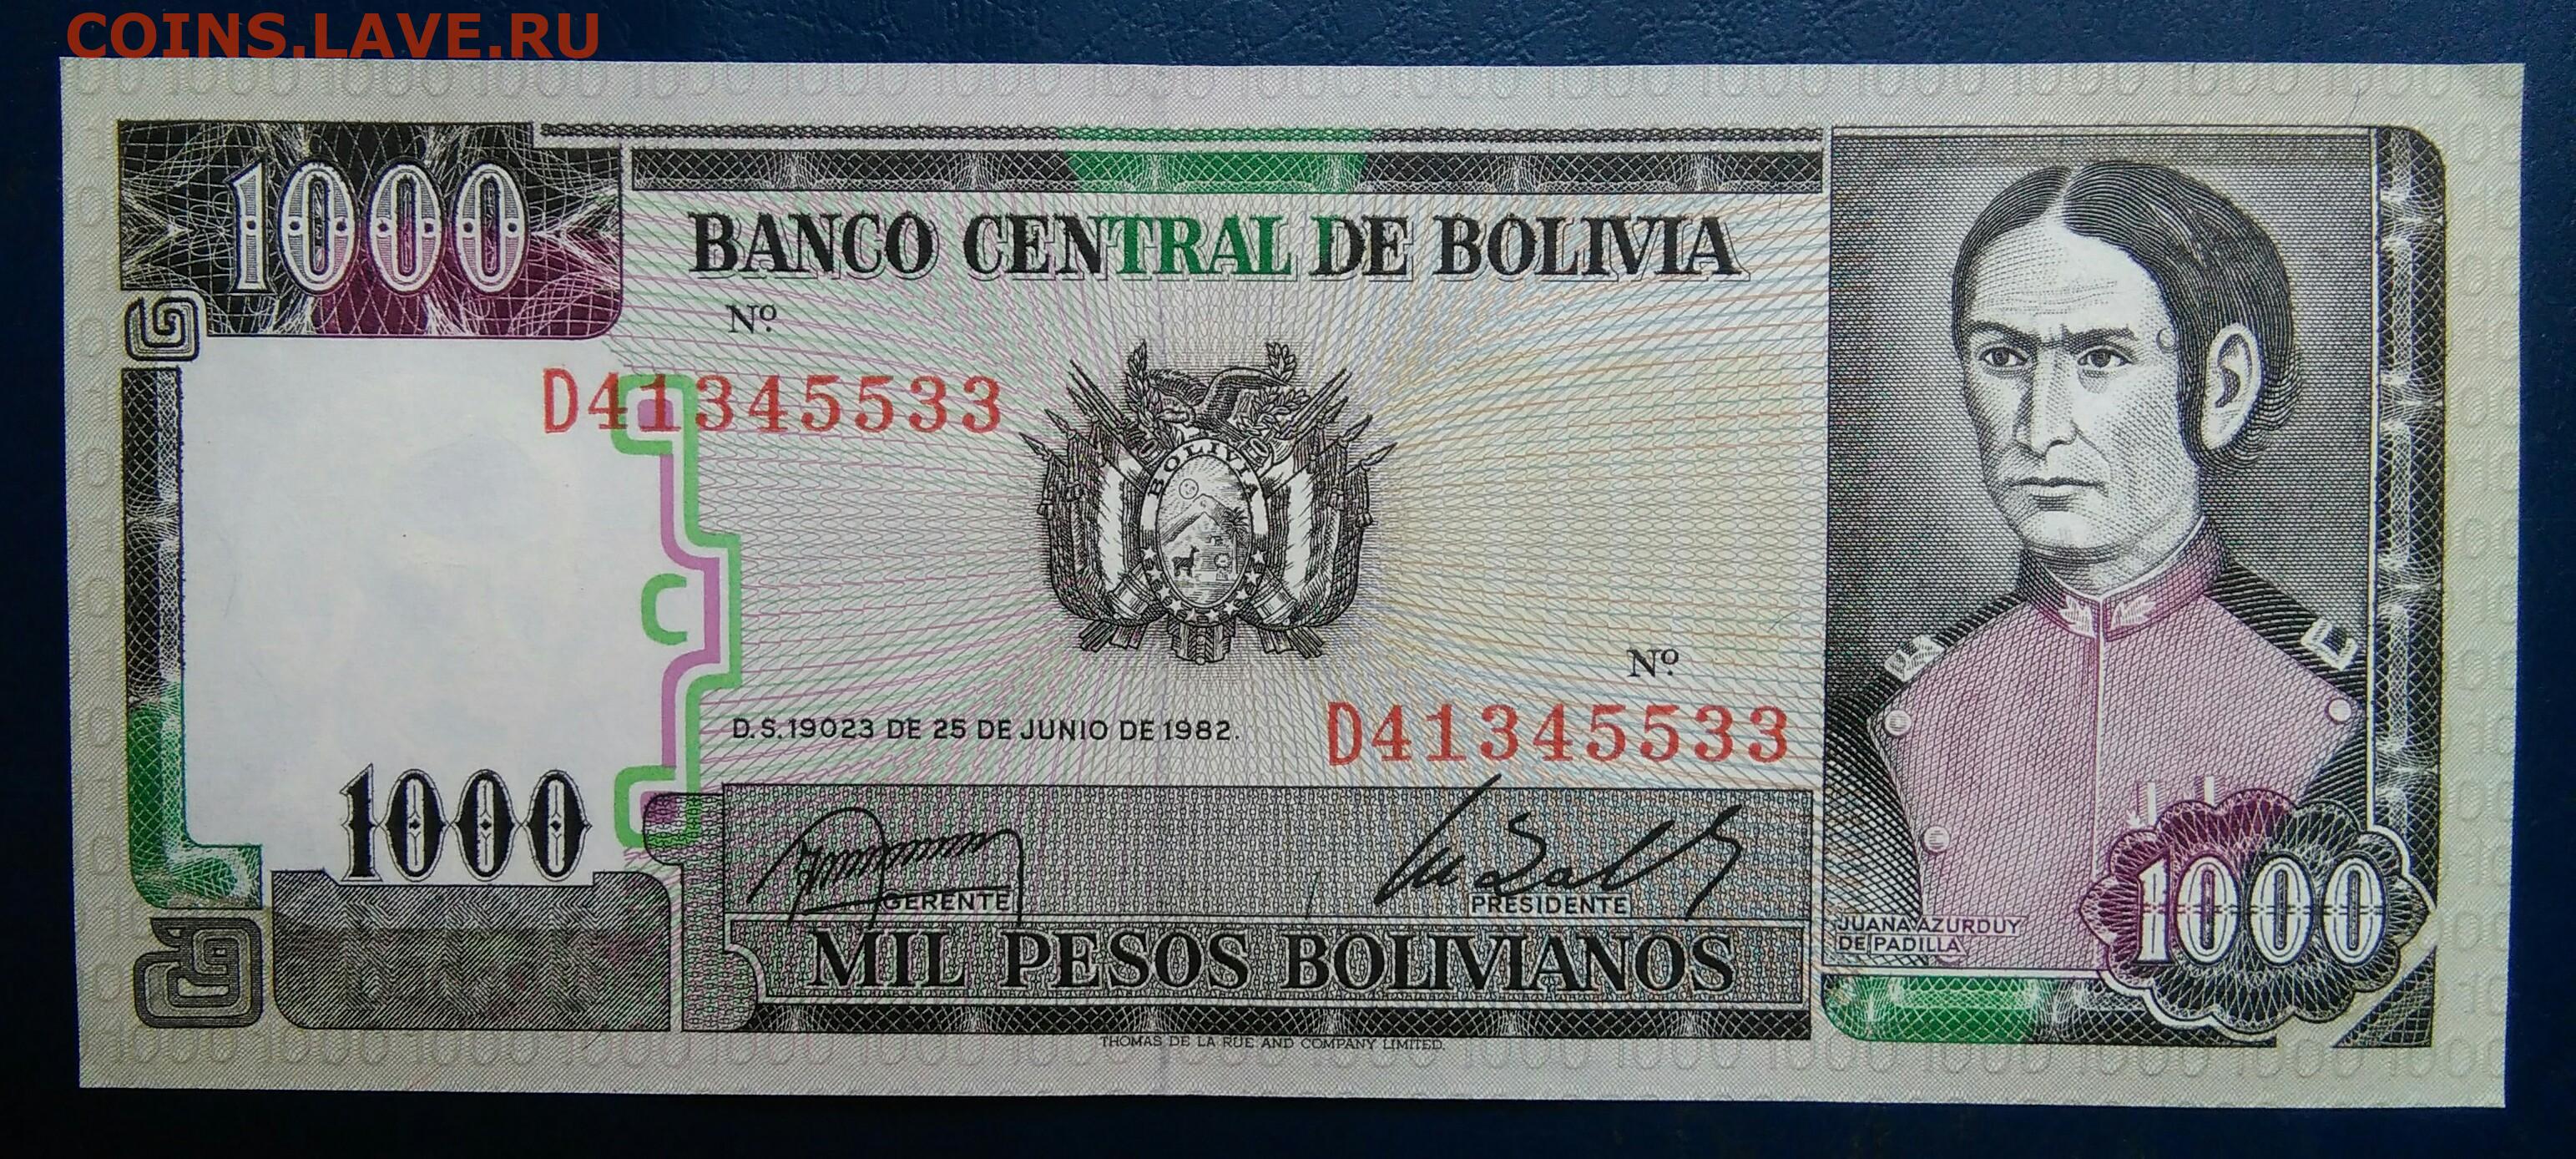 COINS.LAVE.RU
1000
BANCO CENTRAL DE BOLIVIA
Nº
D41345533
BOLIVIA
Nº
D.S. 19023 DE 25 DE JUNIO DE 1982.
D41345533
1000
GERENTE
PRESIDENTE
JUANA AZURDUY
DE PADILLA
1000
MIL PESOS BOLIVIANOS
THOMAS DE LA RUE AND COMPANY LIMITED.